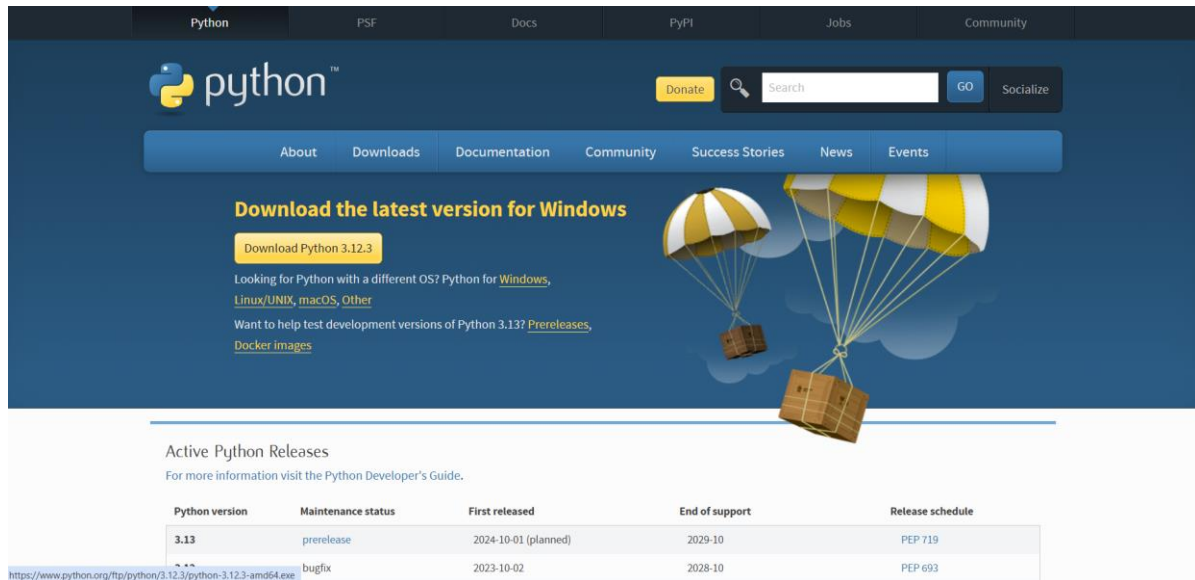 Python PSF Docs PyPI Jobs Community
python™
Donate Search GO Socialize
About Downloads Documentation Community Success Stories News Events
Download the latest version for Windows
Download Python 3.12.3
Looking for Python with a different OS? Python for Windows,
Linux/UNIX, macOS, Other
Want to help test development versions of Python 3.13? Prereleases,
Docker images
Active Python Releases
For more information visit the Python Developer's Guide.
Python version Maintenance status First released End of support Release schedule
3.13 prerelease 2024-10-01 (planned) 2029-10 PEP 719
bugfix 2023-10-02 2028-10 PEP 693
https://www.python.org/ftp/python/3.12.3/python-3.12.3-amd64.exe